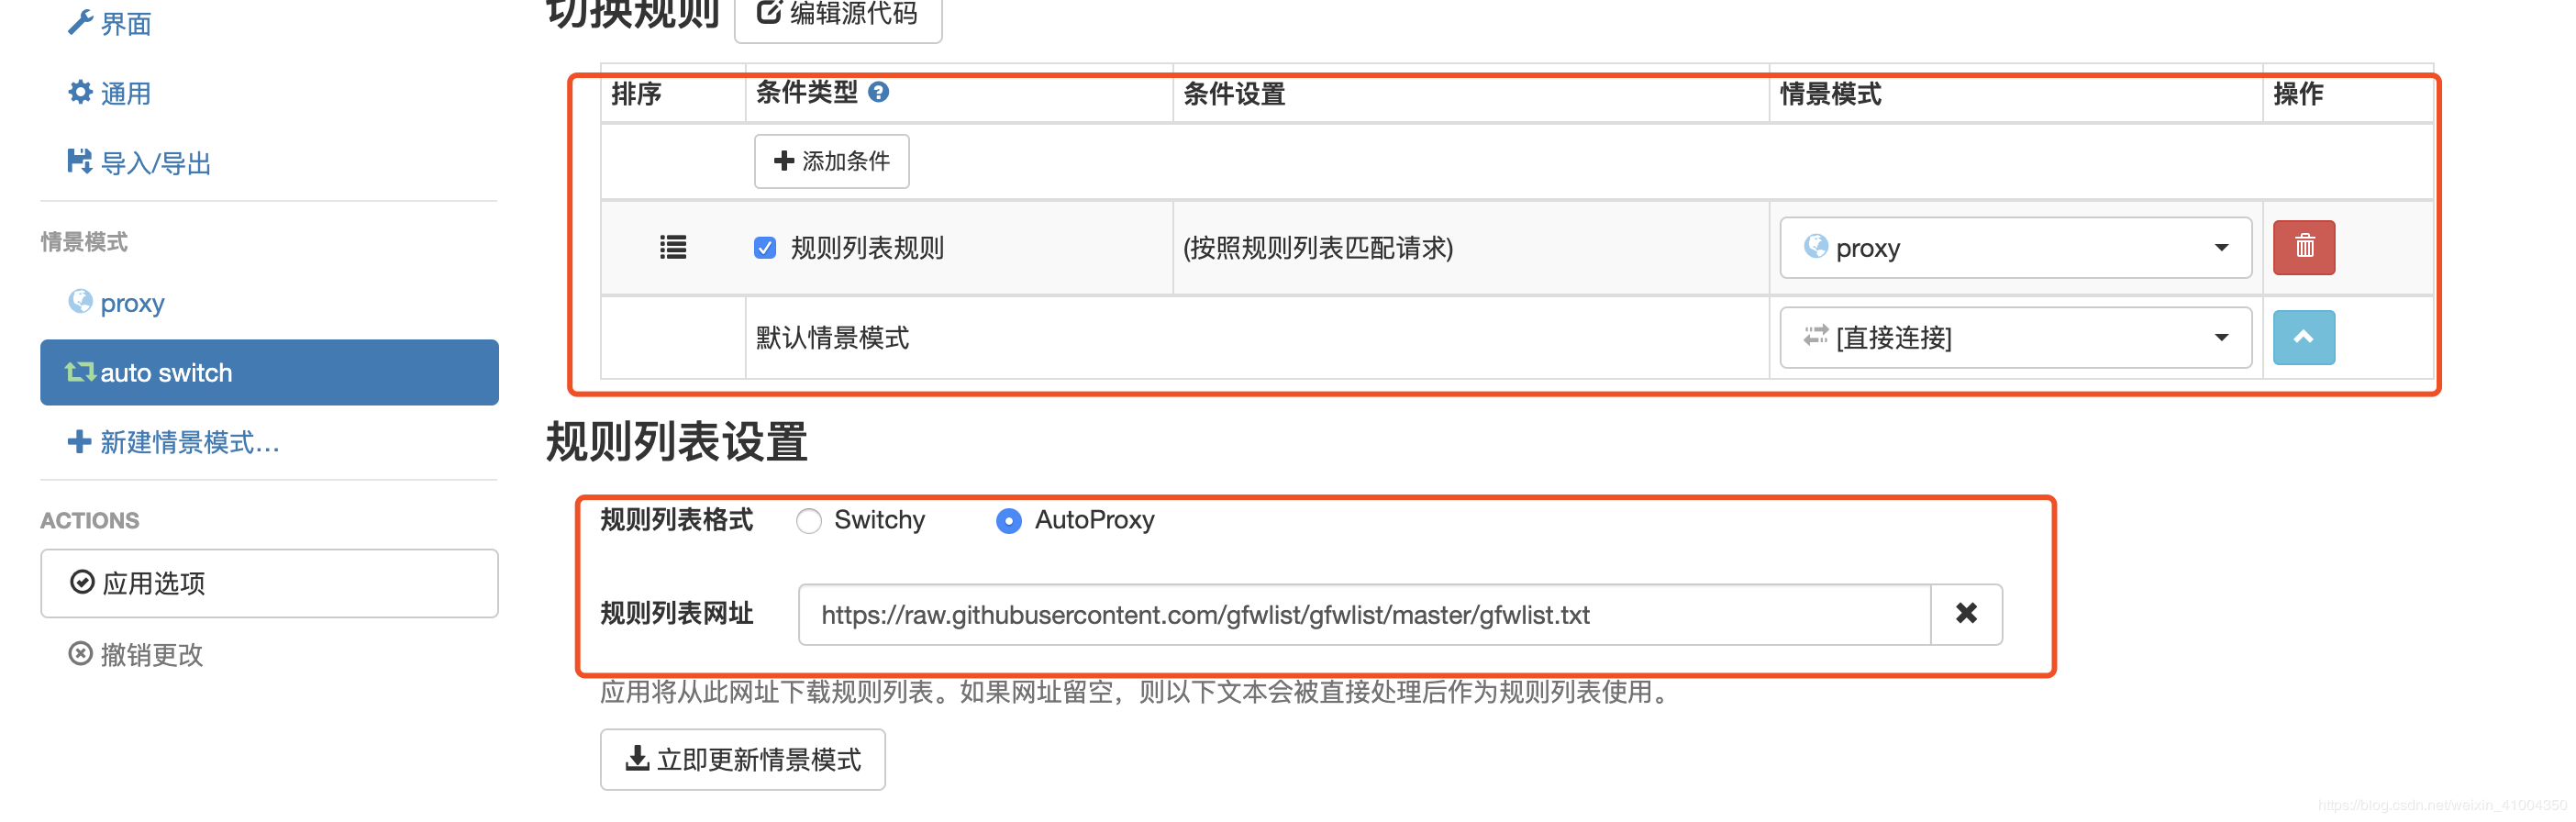 界面
通用
导入/导出
情景模式
proxy
auto switch
新建情景模式...
ACTIONS
应用选项
撤销更改
切换规则 编辑源代码
排序 条件类型 条件设置 情景模式 操作
添加条件
规则列表规则 (按照规则列表匹配请求) proxy
默认情景模式 [直接连接]
规则列表设置
规则列表格式 Switchy AutoProxy
规则列表网址 https://raw.githubusercontent.com/gfwlist/gfwlist/master/gfwlist.txt
应用将从此网址下载规则列表。如果网址留空，则以下文本会被直接处理后作为规则列表使用。
立即更新情景模式
https://blog.csdn.net/weixin_41004350